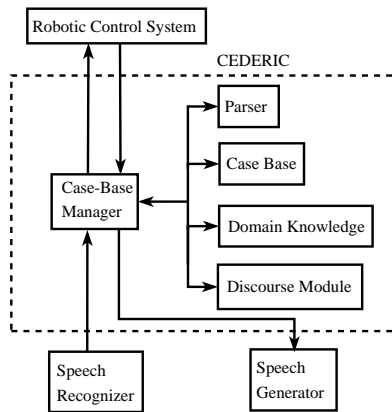 Robotic Control System
CEDERIC
Parser
Case Base
Case-Base
Manager
Domain Knowledge
Discourse Module
Speech
Recognizer
Speech
Generator